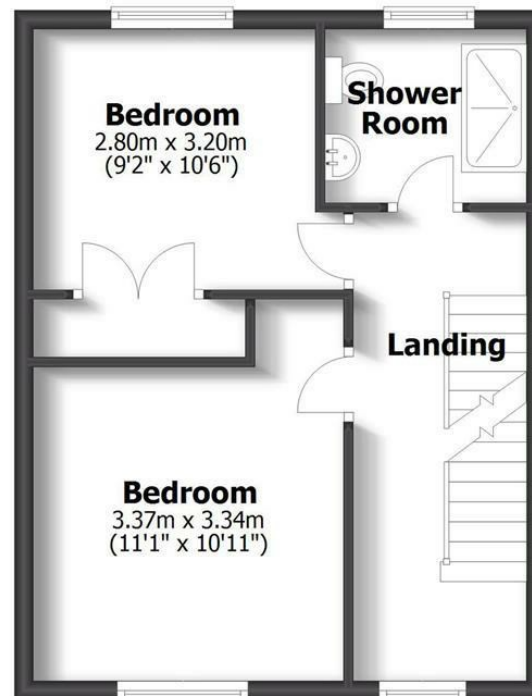 Bedroom
2.80m x 3.20m
(9'2" x 10'6")
Shower
Room
Landing
Bedroom
3.37m x 3.34m
(11'1" x 10'11")